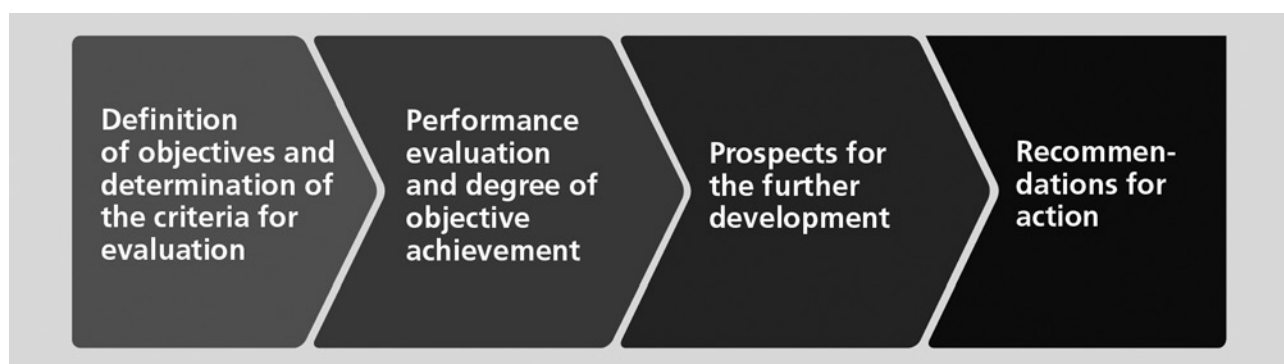 Definition
of objectives and
determination of
the criteria for
evaluation
Performance
evaluation
and degree of
objective
achievement
Prospects for
the further
development
Recommen-
dations for
action